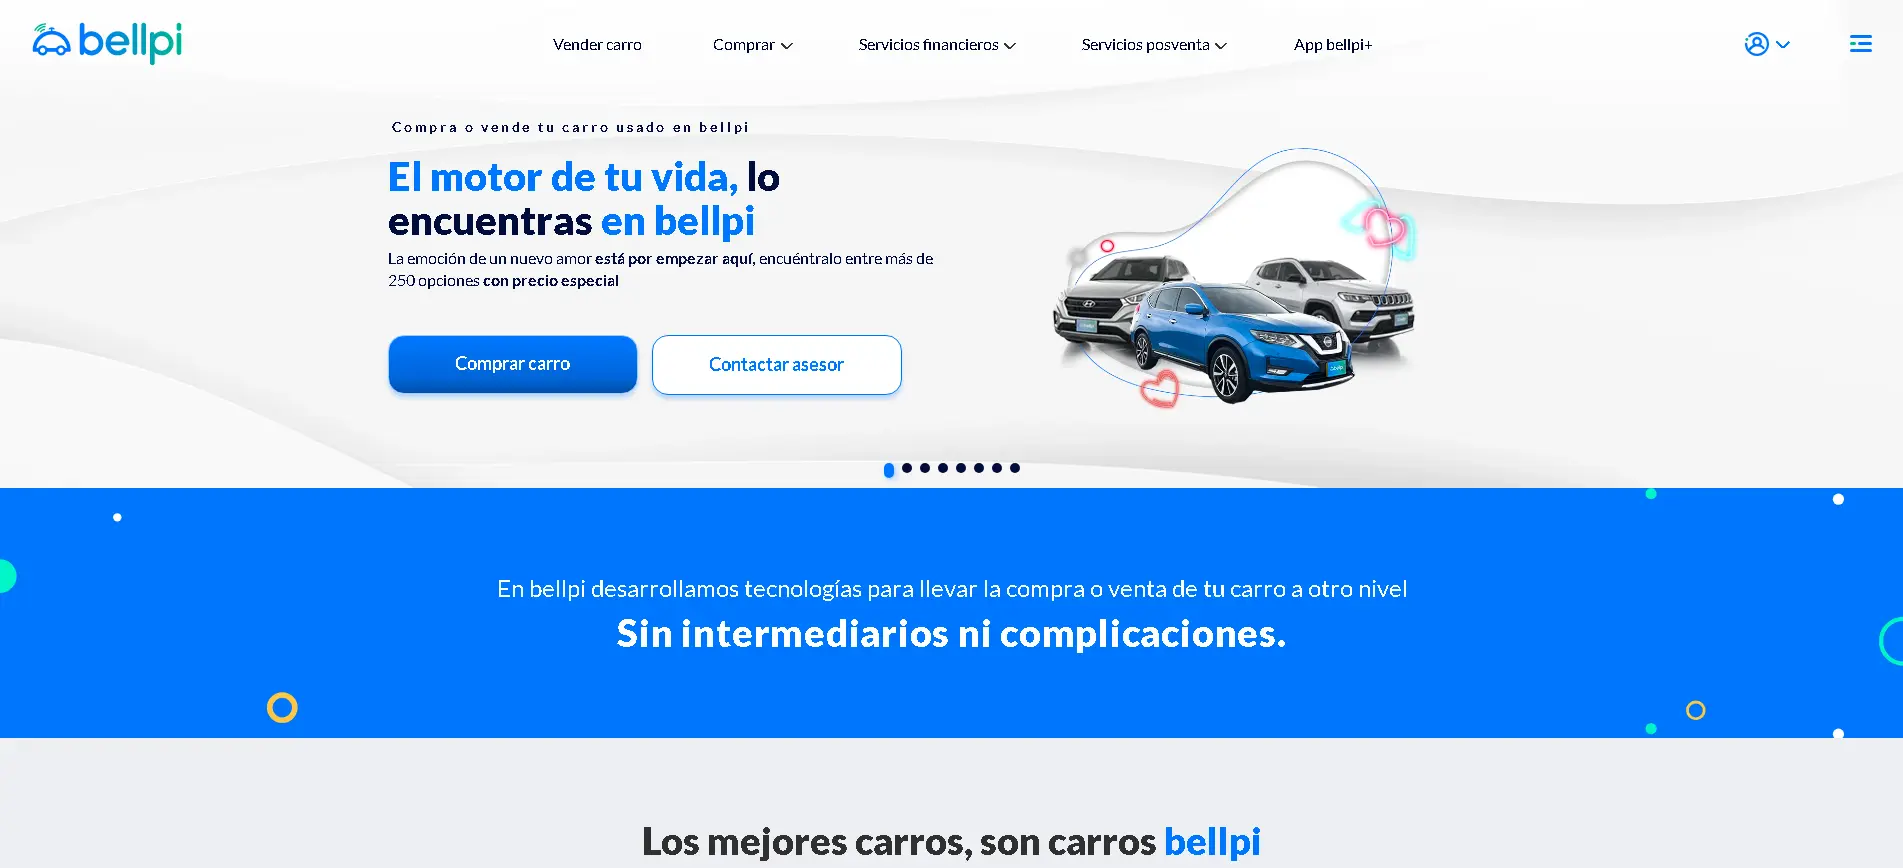 bellpi
Vender carro
Comprar
Servicios financieros
Servicios posventa
App bellpi+
Compra o vende tu carro usado en bellpi
El motor de tu vida, lo
encuentras en bellpi
La emoción de un nuevo amor está por empezar aquí, encuéntralo entre más de
250 opciones con precio especial
Comprar carro
Contactar asesor
En bellpi desarrollamos tecnologías para llevar la compra o venta de tu carro a otro nivel
Sin intermediarios ni complicaciones.
Los mejores carros, son carros bellpi